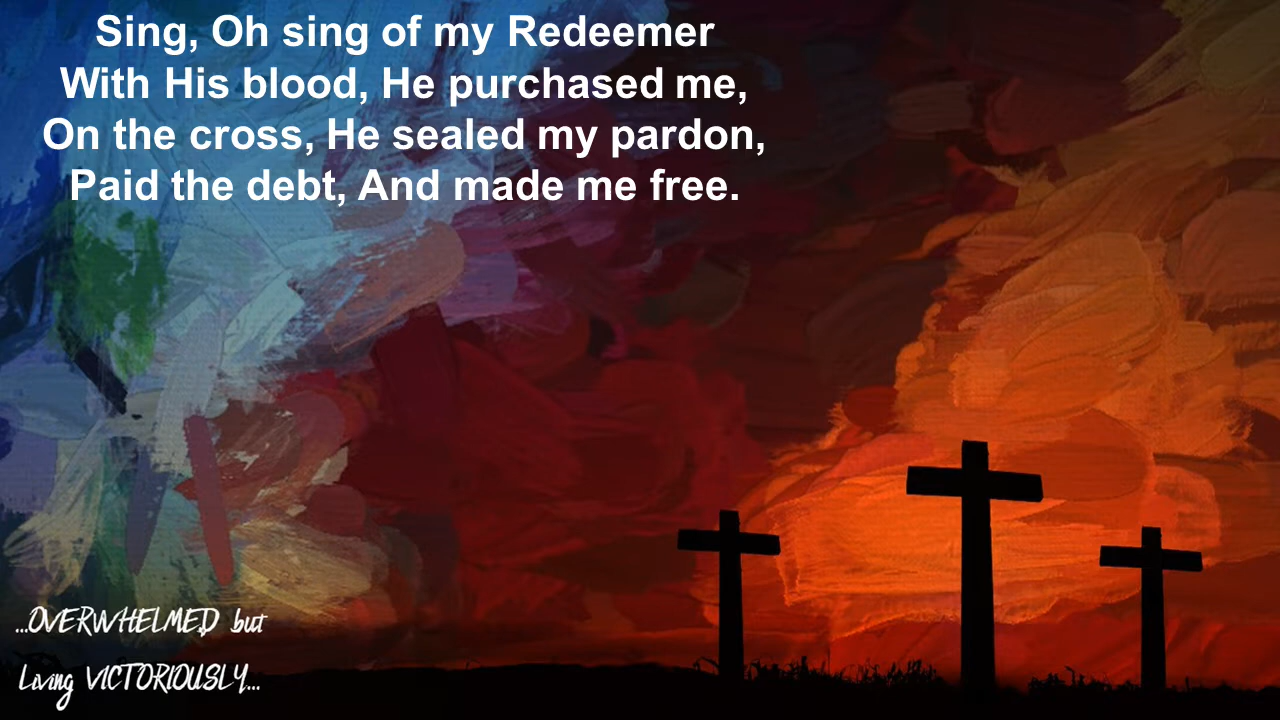 Sing, Oh sing of my Redeemer
With His blood, He purchased me,
On the cross, He sealed my pardon,
Paid the debt, And made me free.
...OVERWHELMED but
Living VICTORIOUSLY...